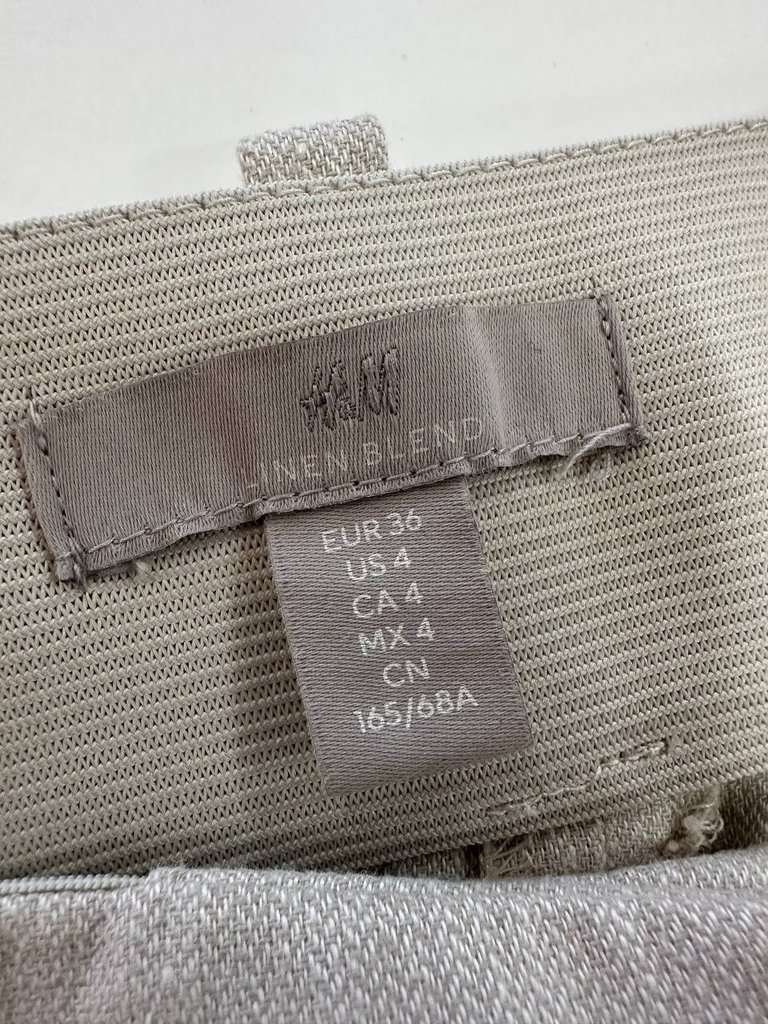 H&M
LINEN BLEND
EUR 36
US 4
CA 4
MX 4
CN
165/68A